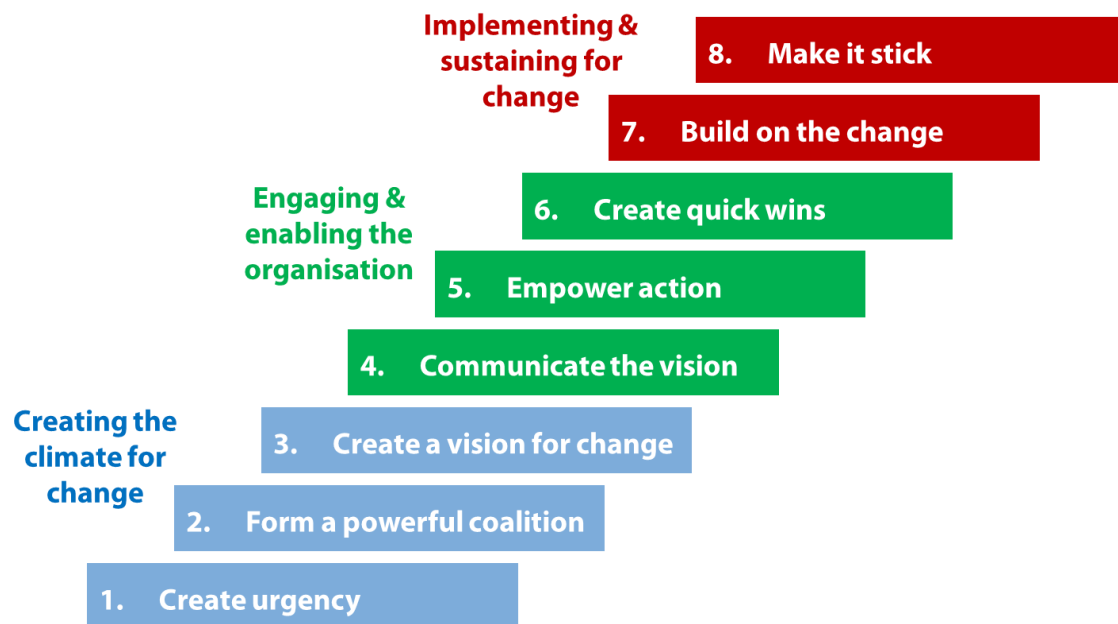 Implementing &
sustaining for
change
8. Make it stick
7. Build on the change
Engaging &
enabling the
organisation
6. Create quick wins
5. Empower action
4. Communicate the vision
Creating the
climate for
change
3. Create a vision for change
2. Form a powerful coalition
1. Create urgency